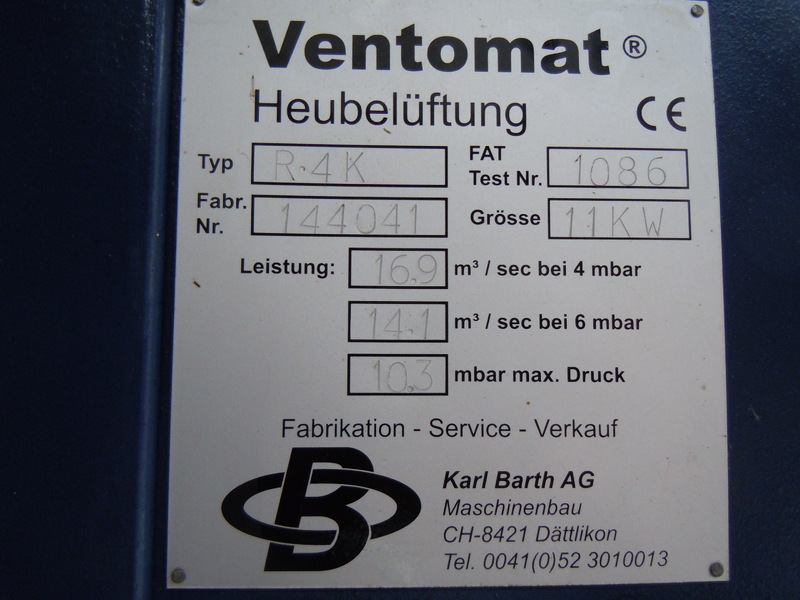 Ventomat ®
Heubelüftung CE
Typ R.4K FAT Test Nr. 1086
Fabr. Nr. 144041 Grösse 11KW
Leistung: 16.9 m³ / sec bei 4 mbar
14.1 m³ / sec bei 6 mbar
10.3 mbar max. Druck
Fabrikation - Service - Verkauf
B
Karl Barth AG
Maschinenbau
CH-8421 Dättlikon
Tel. 0041(0)52 3010013